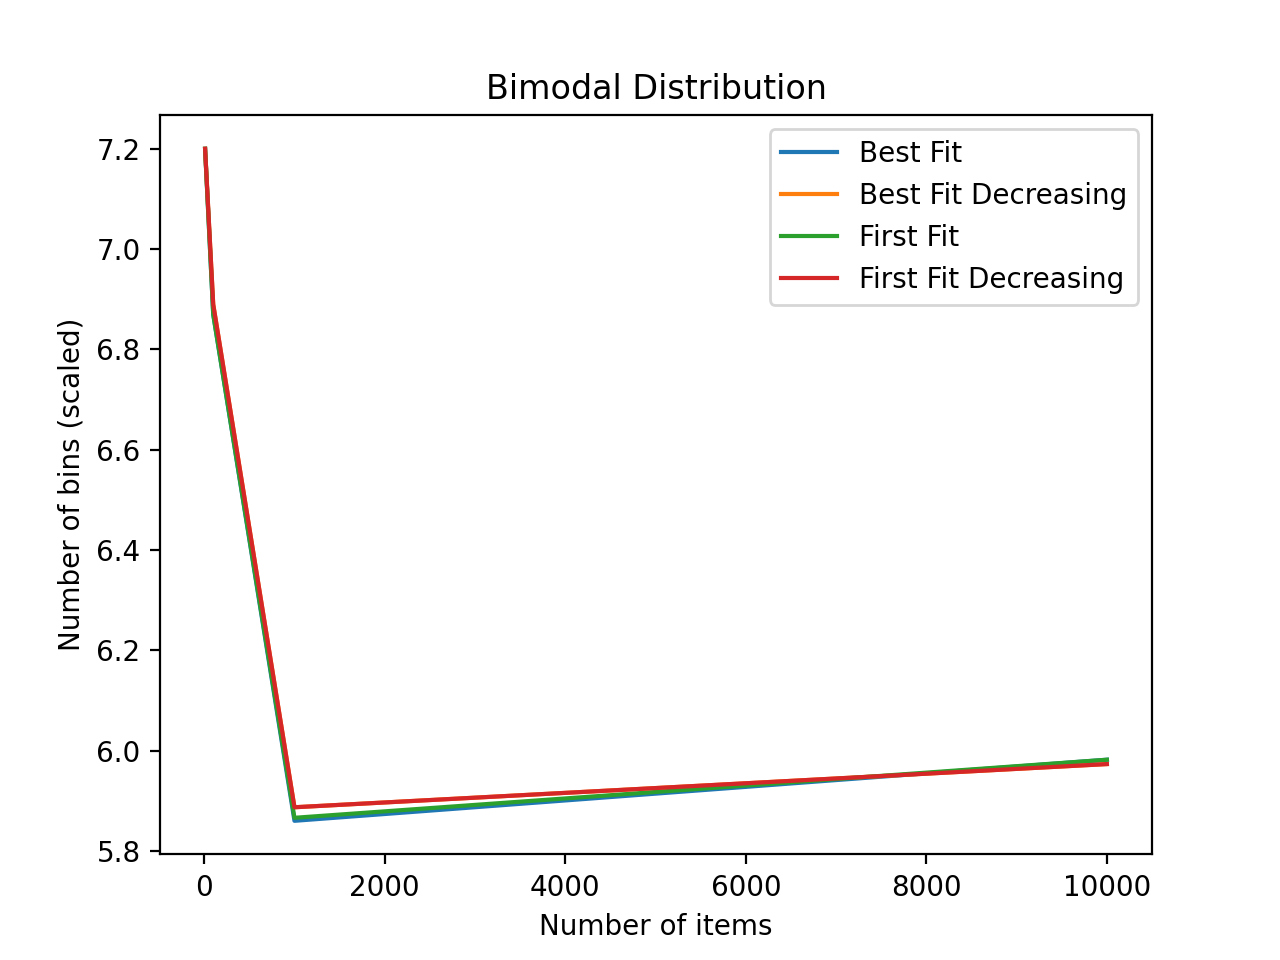 Bimodal Distribution
Number of bins (scaled)
7.2
7.0
6.8
6.6
6.4
6.2
6.0
5.8
Best Fit
Best Fit Decreasing
First Fit
First Fit Decreasing
0 2000 4000 6000 8000 10000
Number of items